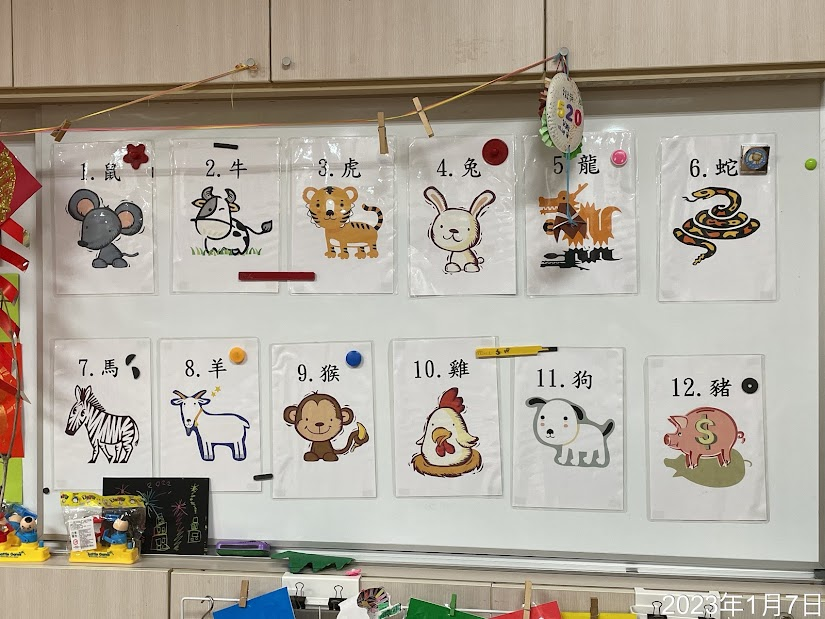 1.鼠
2.牛
3.虎
4.兔
5.龍
6.蛇
520
7.馬
8.羊
9.猴
10.雞
11.狗
12.豬
$
2023年1月7日